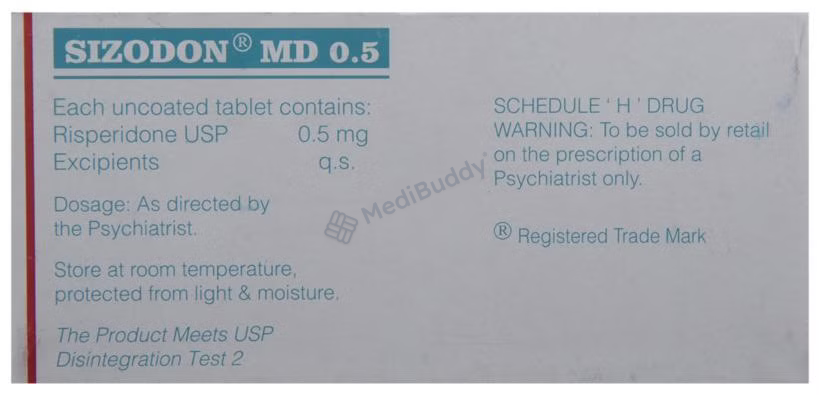 SIZODON® MD 0.5
Each uncoated tablet contains:
Risperidone USP 0.5 mg
Excipients q.s.
Dosage: As directed by
the Psychiatrist.
Store at room temperature,
protected from light & moisture.
The Product Meets USP
Disintegration Test 2
SCHEDULE ' H ' DRUG
WARNING: To be sold by retail
on the prescription of a
Psychiatrist only.
® Registered Trade Mark
MediBuddy